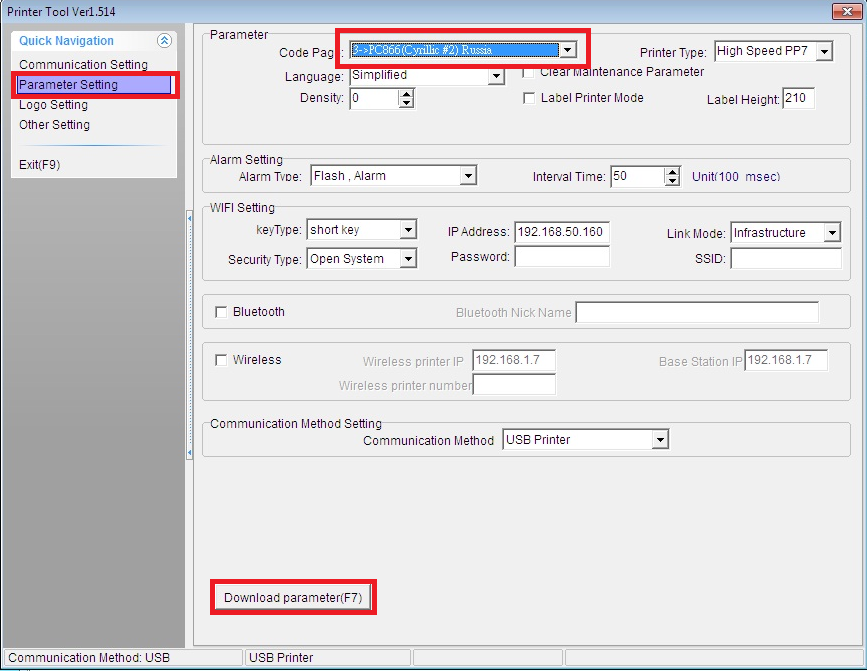 Printer Tool Ver1.514
Quick Navigation
Communication Setting
Parameter Setting
Logo Setting
Other Setting
Exit(F9)
Parameter
Code Page: 3->PC866(Cyrillic #2) Russia
Printer Type: High Speed PP7
Language: Simplified
Clear Maintenance Parameter
Density: 0
Label Printer Mode
Label Height: 210
Alarm Setting
Alarm Type: Flash , Alarm
Interval Time: 50 Unit(100 msec)
WIFI Setting
keyType: short key
IP Address: 192.168.50.160
Link Mode: Infrastructure
Security Type: Open System
Password:
SSID:
Bluetooth
Bluetooth Nick Name
Wireless
Wireless printer IP 192.168.1.7
Base Station IP 192.168.1.7
Wireless printer number
Communication Method Setting
Communication Method USB Printer
Download parameter(F7)
Communication Method: USB
USB Printer